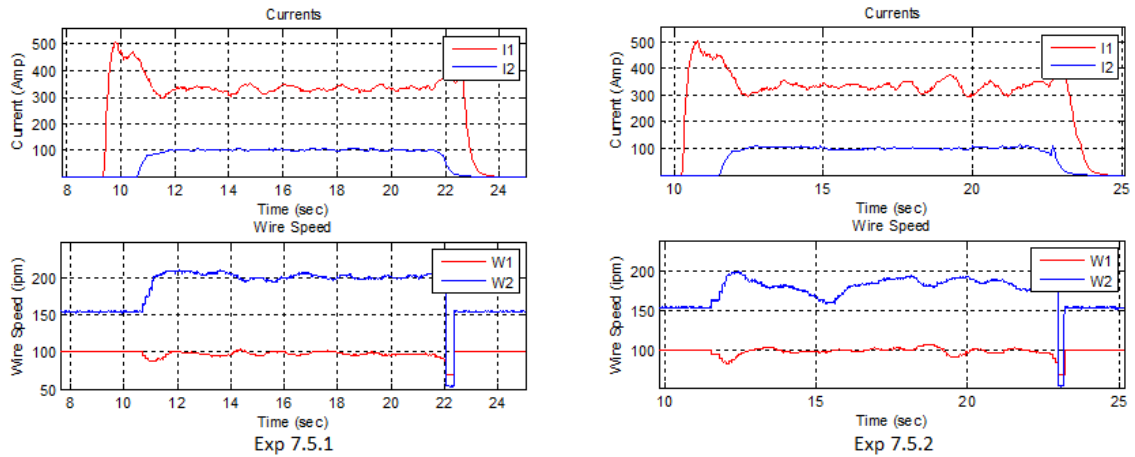 Currents
500
400
300
200
100
Current (Amp)
I1
I2
8 10 12 14 16 18 20 22 24
Time (sec)
Wire Speed
200
150
100
50
Wire Speed (ipm)
W1
W2
8 10 12 14 16 18 20 22 24
Time (sec)
Exp 7.5.1
Currents
500
400
300
200
100
Current (Amp)
I1
I2
10 15 20 25
Time (sec)
Wire Speed
200
150
100
Wire Speed (ipm)
W1
W2
10 15 20 25
Time (sec)
Exp 7.5.2